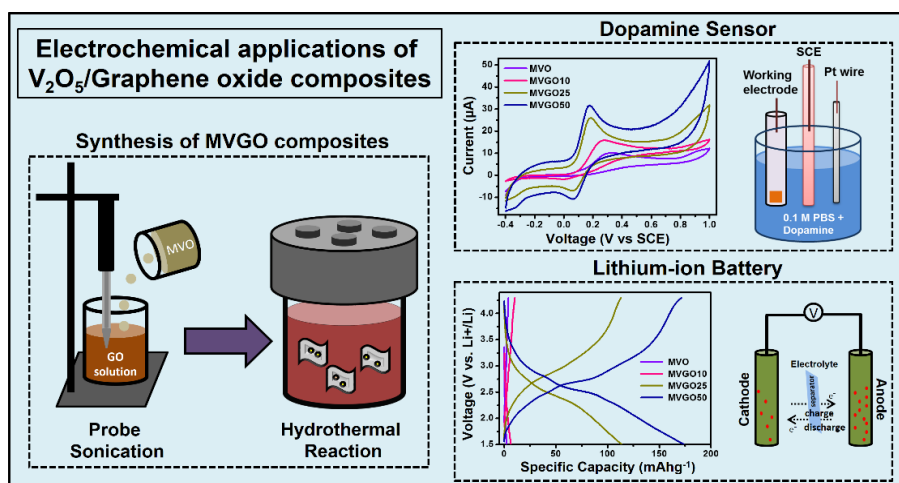 Electrochemical applications of
V₂O₅/Graphene oxide composites
Synthesis of MVGO composites
MVO
GO
solution
Probe
Sonication
Hydrothermal
Reaction
Dopamine Sensor
Current (µA)
50
40
30
20
10
0
-10
MVO
MVGO10
MVGO25
MVGO50
-0.4
-0.2
0.0
0.2
0.4
0.6
0.8
1.0
Voltage (V vs SCE)
SCE
Working
electrode
Pt wire
0.1 M PBS +
Dopamine
Lithium-ion Battery
Voltage (V vs. Li+/Li)
4.0
3.5
3.0
2.5
2.0
1.5
MVO
MVGO10
MVGO25
MVGO50
0
50
100
150
200
Specific Capacity (mAhg⁻¹)
V
Cathode
Electrolyte
separator
charge
discharge
e⁻
Anode